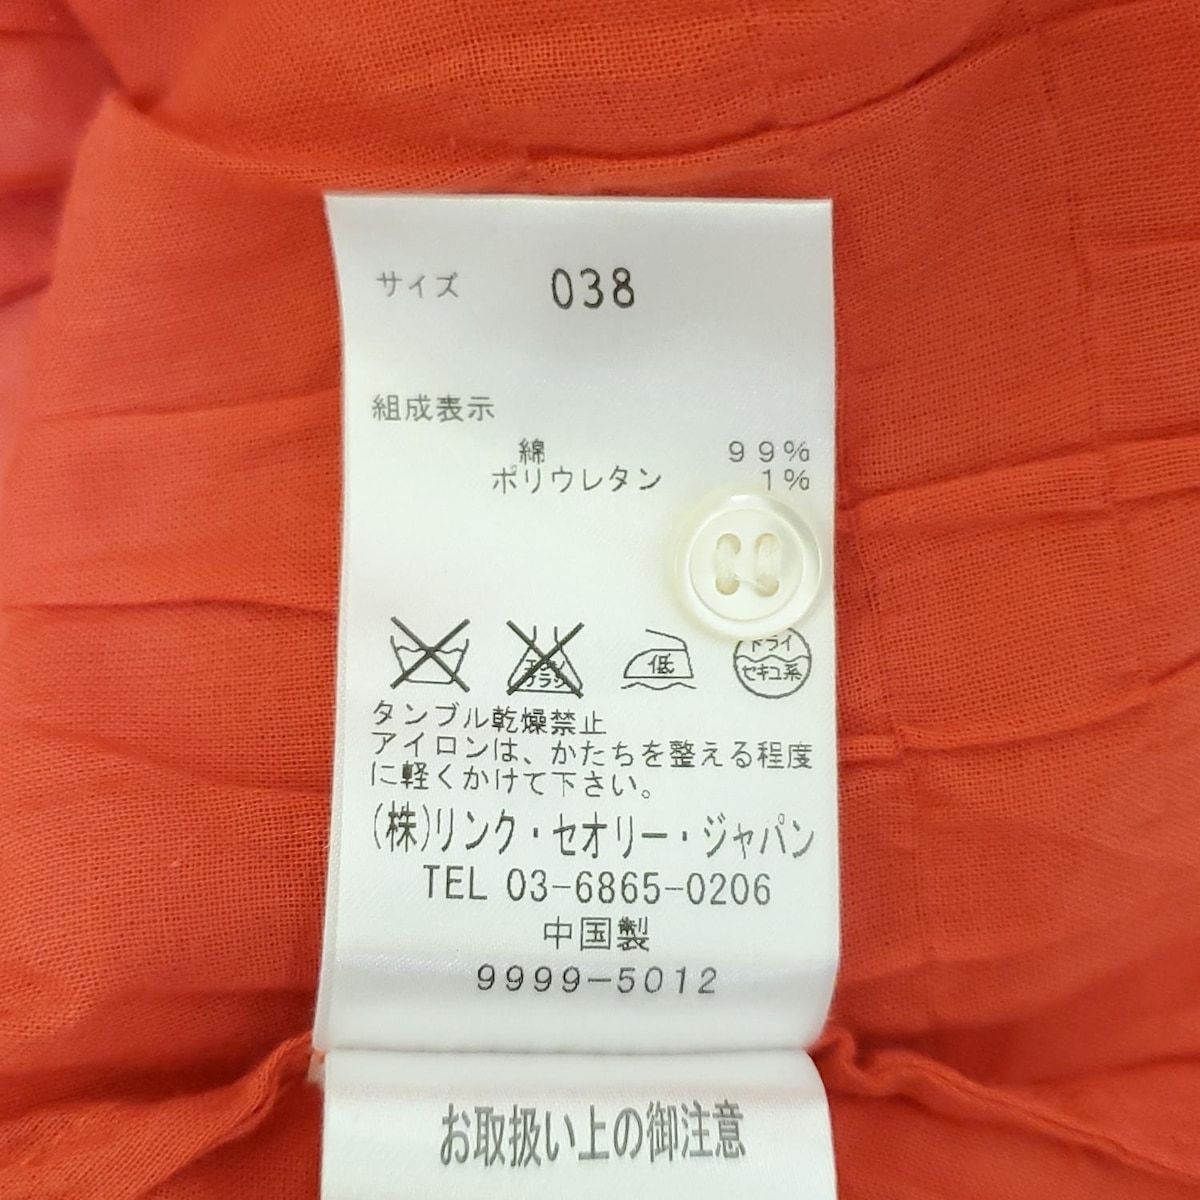 サイズ 038
組成表示
綿 99%
ポリウレタン 1%
低
ドライ
セキユ系
タンブル乾燥禁止
アイロンは、かたちを整える程度
に軽くかけて下さい。
(株)リンク・セオリー・ジャパン
TEL 03-6865-0206
中国製
9999-5012
お取扱い上の御注意